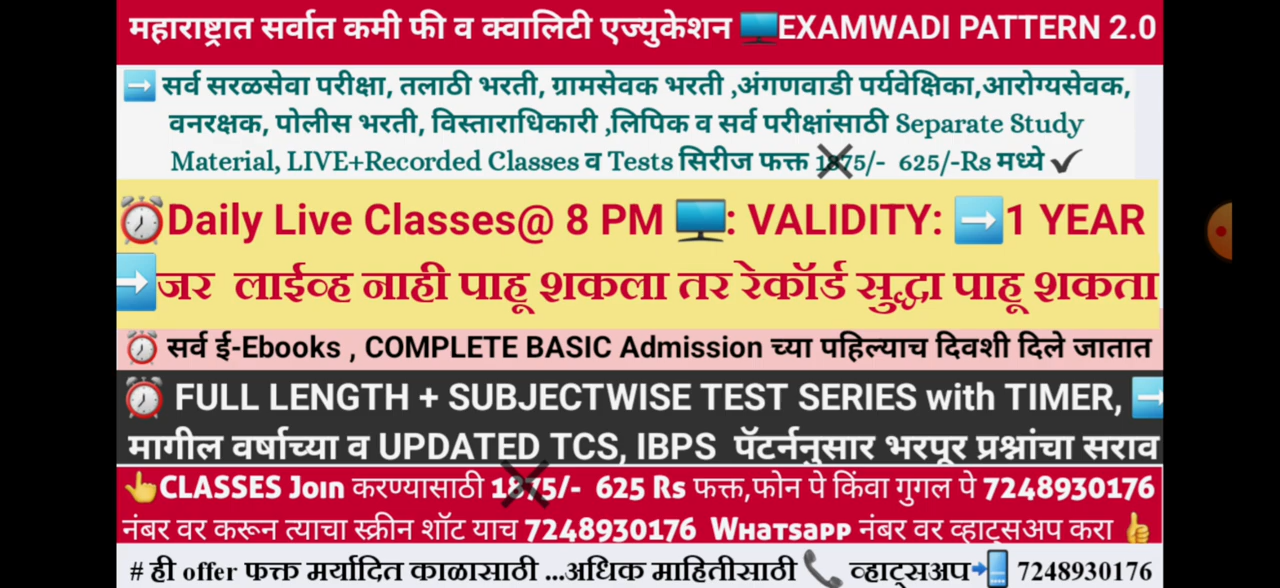 महाराष्ट्रात सर्वात कमी फी व क्वालिटी एज्युकेशन 🖥️EXAMWADI PATTERN 2.0
➡️ सर्व सरळसेवा परीक्षा, तलाठी भरती, ग्रामसेवक भरती ,अंगणवाडी पर्यवेक्षिका,आरोग्यसेवक,
वनरक्षक, पोलीस भरती, विस्ताराधिकारी ,लिपिक व सर्व परीक्षांसाठी Separate Study
Material, LIVE+Recorded Classes व Tests सिरीज फक्त 1875/- 625/-Rs मध्ये ✔️
⏰Daily Live Classes@ 8 PM 🖥️: VALIDITY: ➡️1 YEAR
➡️जर लाईव्ह नाही पाहू शकला तर रेकॉर्ड सुद्धा पाहू शकता
⏰ सर्व ई-Ebooks , COMPLETE BASIC Admission च्या पहिल्याच दिवशी दिले जातात
⏰ FULL LENGTH + SUBJECTWISE TEST SERIES with TIMER, ➡️
मागील वर्षाच्या व UPDATED TCS, IBPS पॅटर्ननुसार भरपूर प्रश्नांचा सराव
👆CLASSES Join करण्यासाठी 1875/- 625 Rs फक्त,फोन पे किंवा गुगल पे 7248930176
नंबर वर करून त्याचा स्क्रीन शॉट याच 7248930176 WHATSAPP नंबर वर व्हाट्सअप करा 👍
# ही offer फक्त मर्यादित काळासाठी ...अधिक माहितीसाठी 📞 व्हाट्सअप📲 7248930176